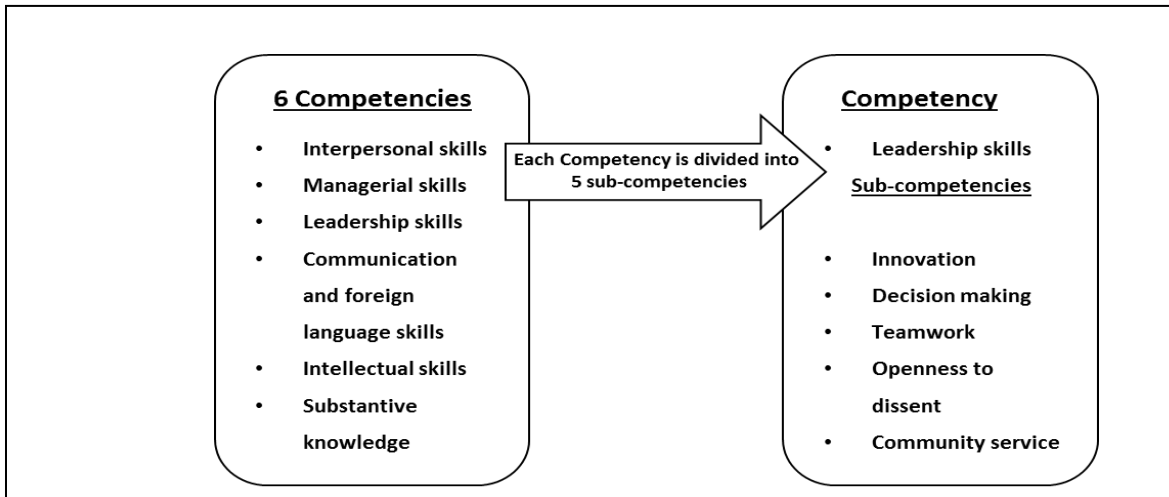 6 Competencies
• Interpersonal skills
• Managerial skills
• Leadership skills
• Communication
and foreign
language skills
• Intellectual skills
• Substantive
knowledge
Each Competency is divided into
5 sub-competencies
Competency
• Leadership skills
Sub-competencies
• Innovation
• Decision making
• Teamwork
• Openness to
dissent
• Community service